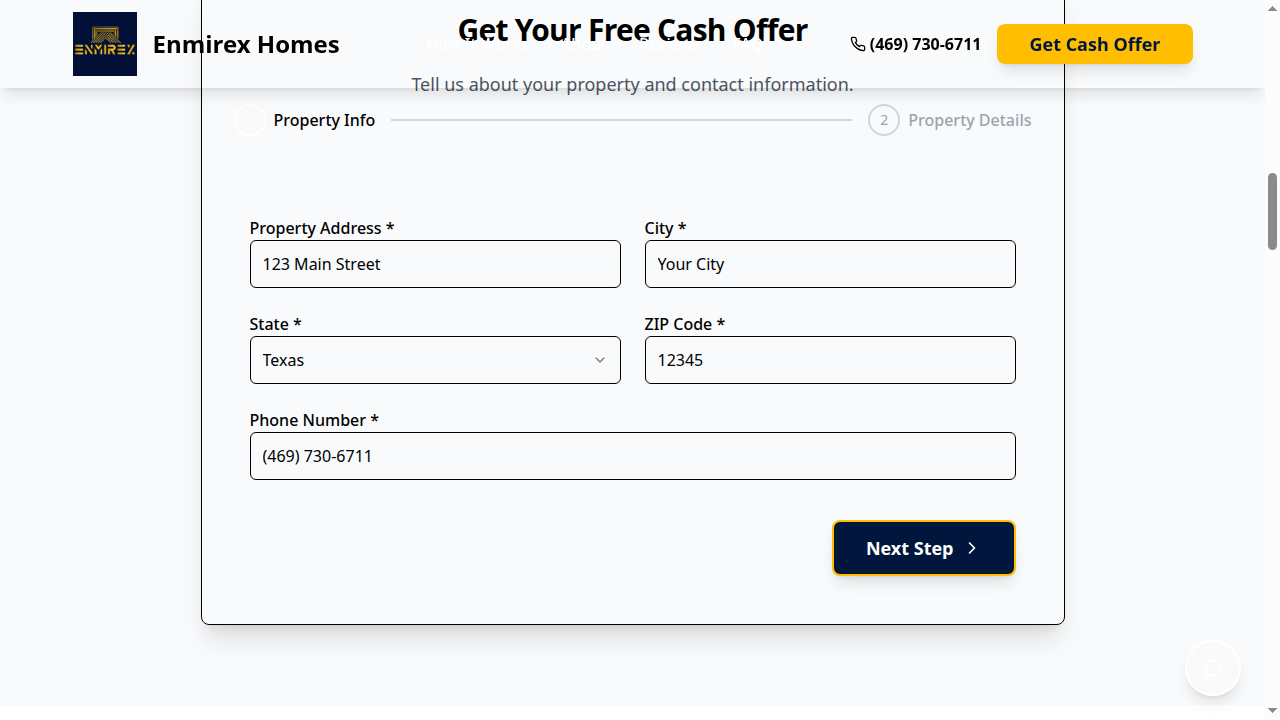 ENMIREX
Enmirex Homes
Get Your Free Cash Offer
(469) 730-6711
Get Cash Offer
Tell us about your property and contact information.
Property Info
2
Property Details
Property Address *
City *
123 Main Street
Your City
State *
ZIP Code *
Texas
12345
Phone Number *
(469) 730-6711
Next Step